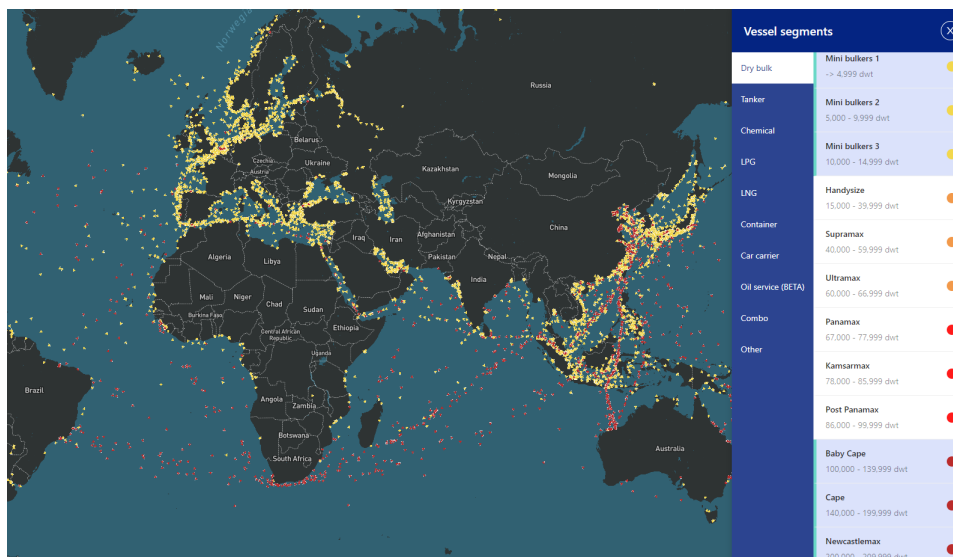 Norwegia
Russia
Belarus
Czechia
Ukraine
Austria
Kazakhstan
Mongolia
Kyrgyzstan
China
Afghanistan
Iraq
Iran
Pakistan
Nepal
India
Algeria
Libya
Mali
Niger
Chad
Sudan
Burkina Faso
Ethiopia
Central African
Republic
Uganda
Brazil
Angola
Zambia
Botswana
South Africa
Australia
Vessel segments
Dry bulk
Tanker
Chemical
LPG
LNG
Container
Car carrier
Oil service (BETA)
Combo
Other
Mini bulkers 1
-> 4,999 dwt
Mini bulkers 2
5,000 - 9.999 dwt
Mini bulkers 3
10,000 - 14,999 dwt
Handysize
15,000 - 39,999 dwt
Supramax
40,000 - 59,999 dwt
Ultramax
60,000 - 66,999 dwt
Panamax
67,000 - 77,999 dwt
Kamsarmax
78,000 - 85,999 dwt
Post Panamax
86,000 - 99,999 dwt
Baby Cape
100,000 - 139,999 dwt
Cape
140,000 - 199,999 dwt
Newcastlemax